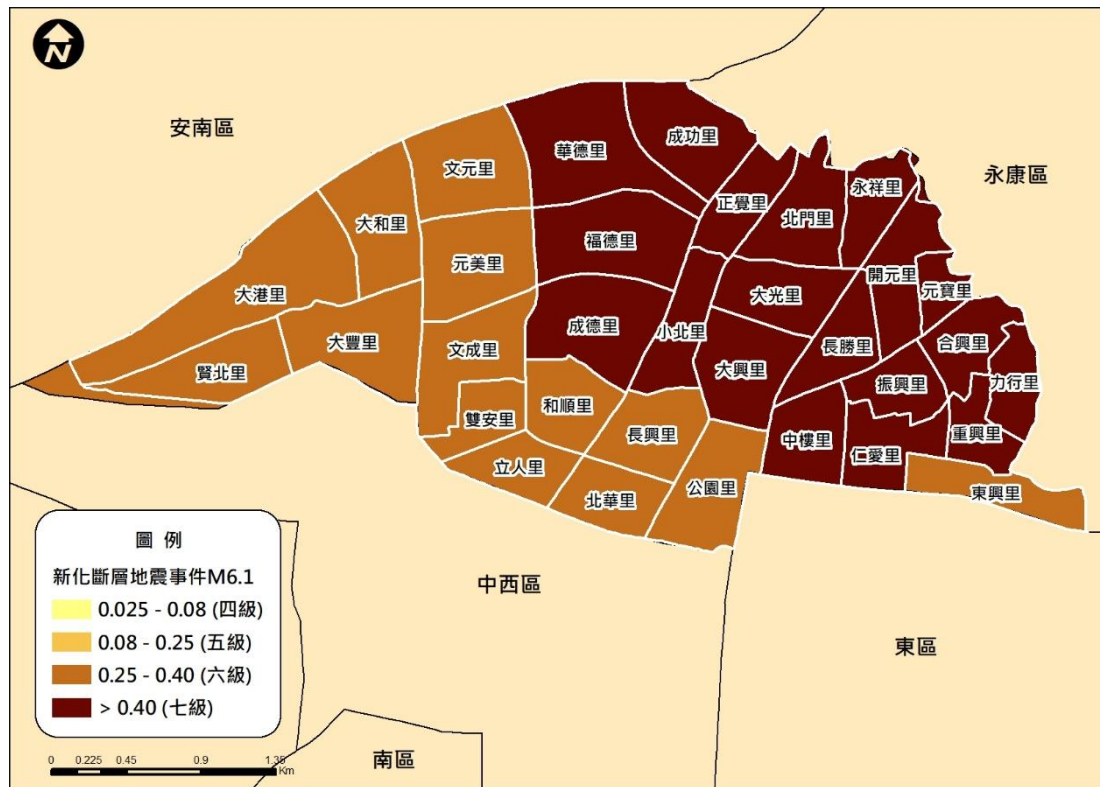 N
安南區
永康區
華德里
成功里
文元里
大和里
正覺里
北門里
永祥里
福德里
元美里
大港里
大光里
開元里
元寶里
成德里
小北里
大豐里
文成里
賢北里
大興里
長勝里
合興里
振興里
力行里
和順里
雙安里
長興里
中樓里
仁愛里
重興里
立人里
北華里
公園里
東興里
中西區
東區
南區
圖 例
新化斷層地震事件M6.1
0.025 - 0.08 (四級)
0.08 - 0.25 (五級)
0.25 - 0.40 (六級)
> 0.40 (七級)
0 0.225 0.45 0.9 1.35
Km